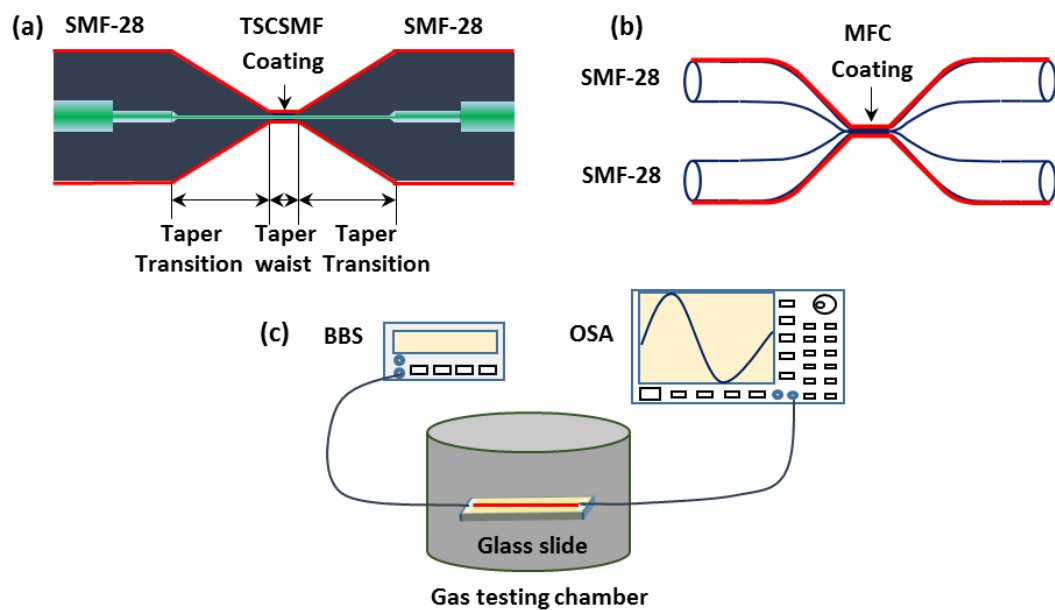 (a)
SMF-28
TSCSMF
SMF-28
Coating
Taper
Transition
Taper
waist
Taper
Transition
(b)
MFC
Coating
SMF-28
SMF-28
(c)
BBS
OSA
Glass slide
Gas testing chamber